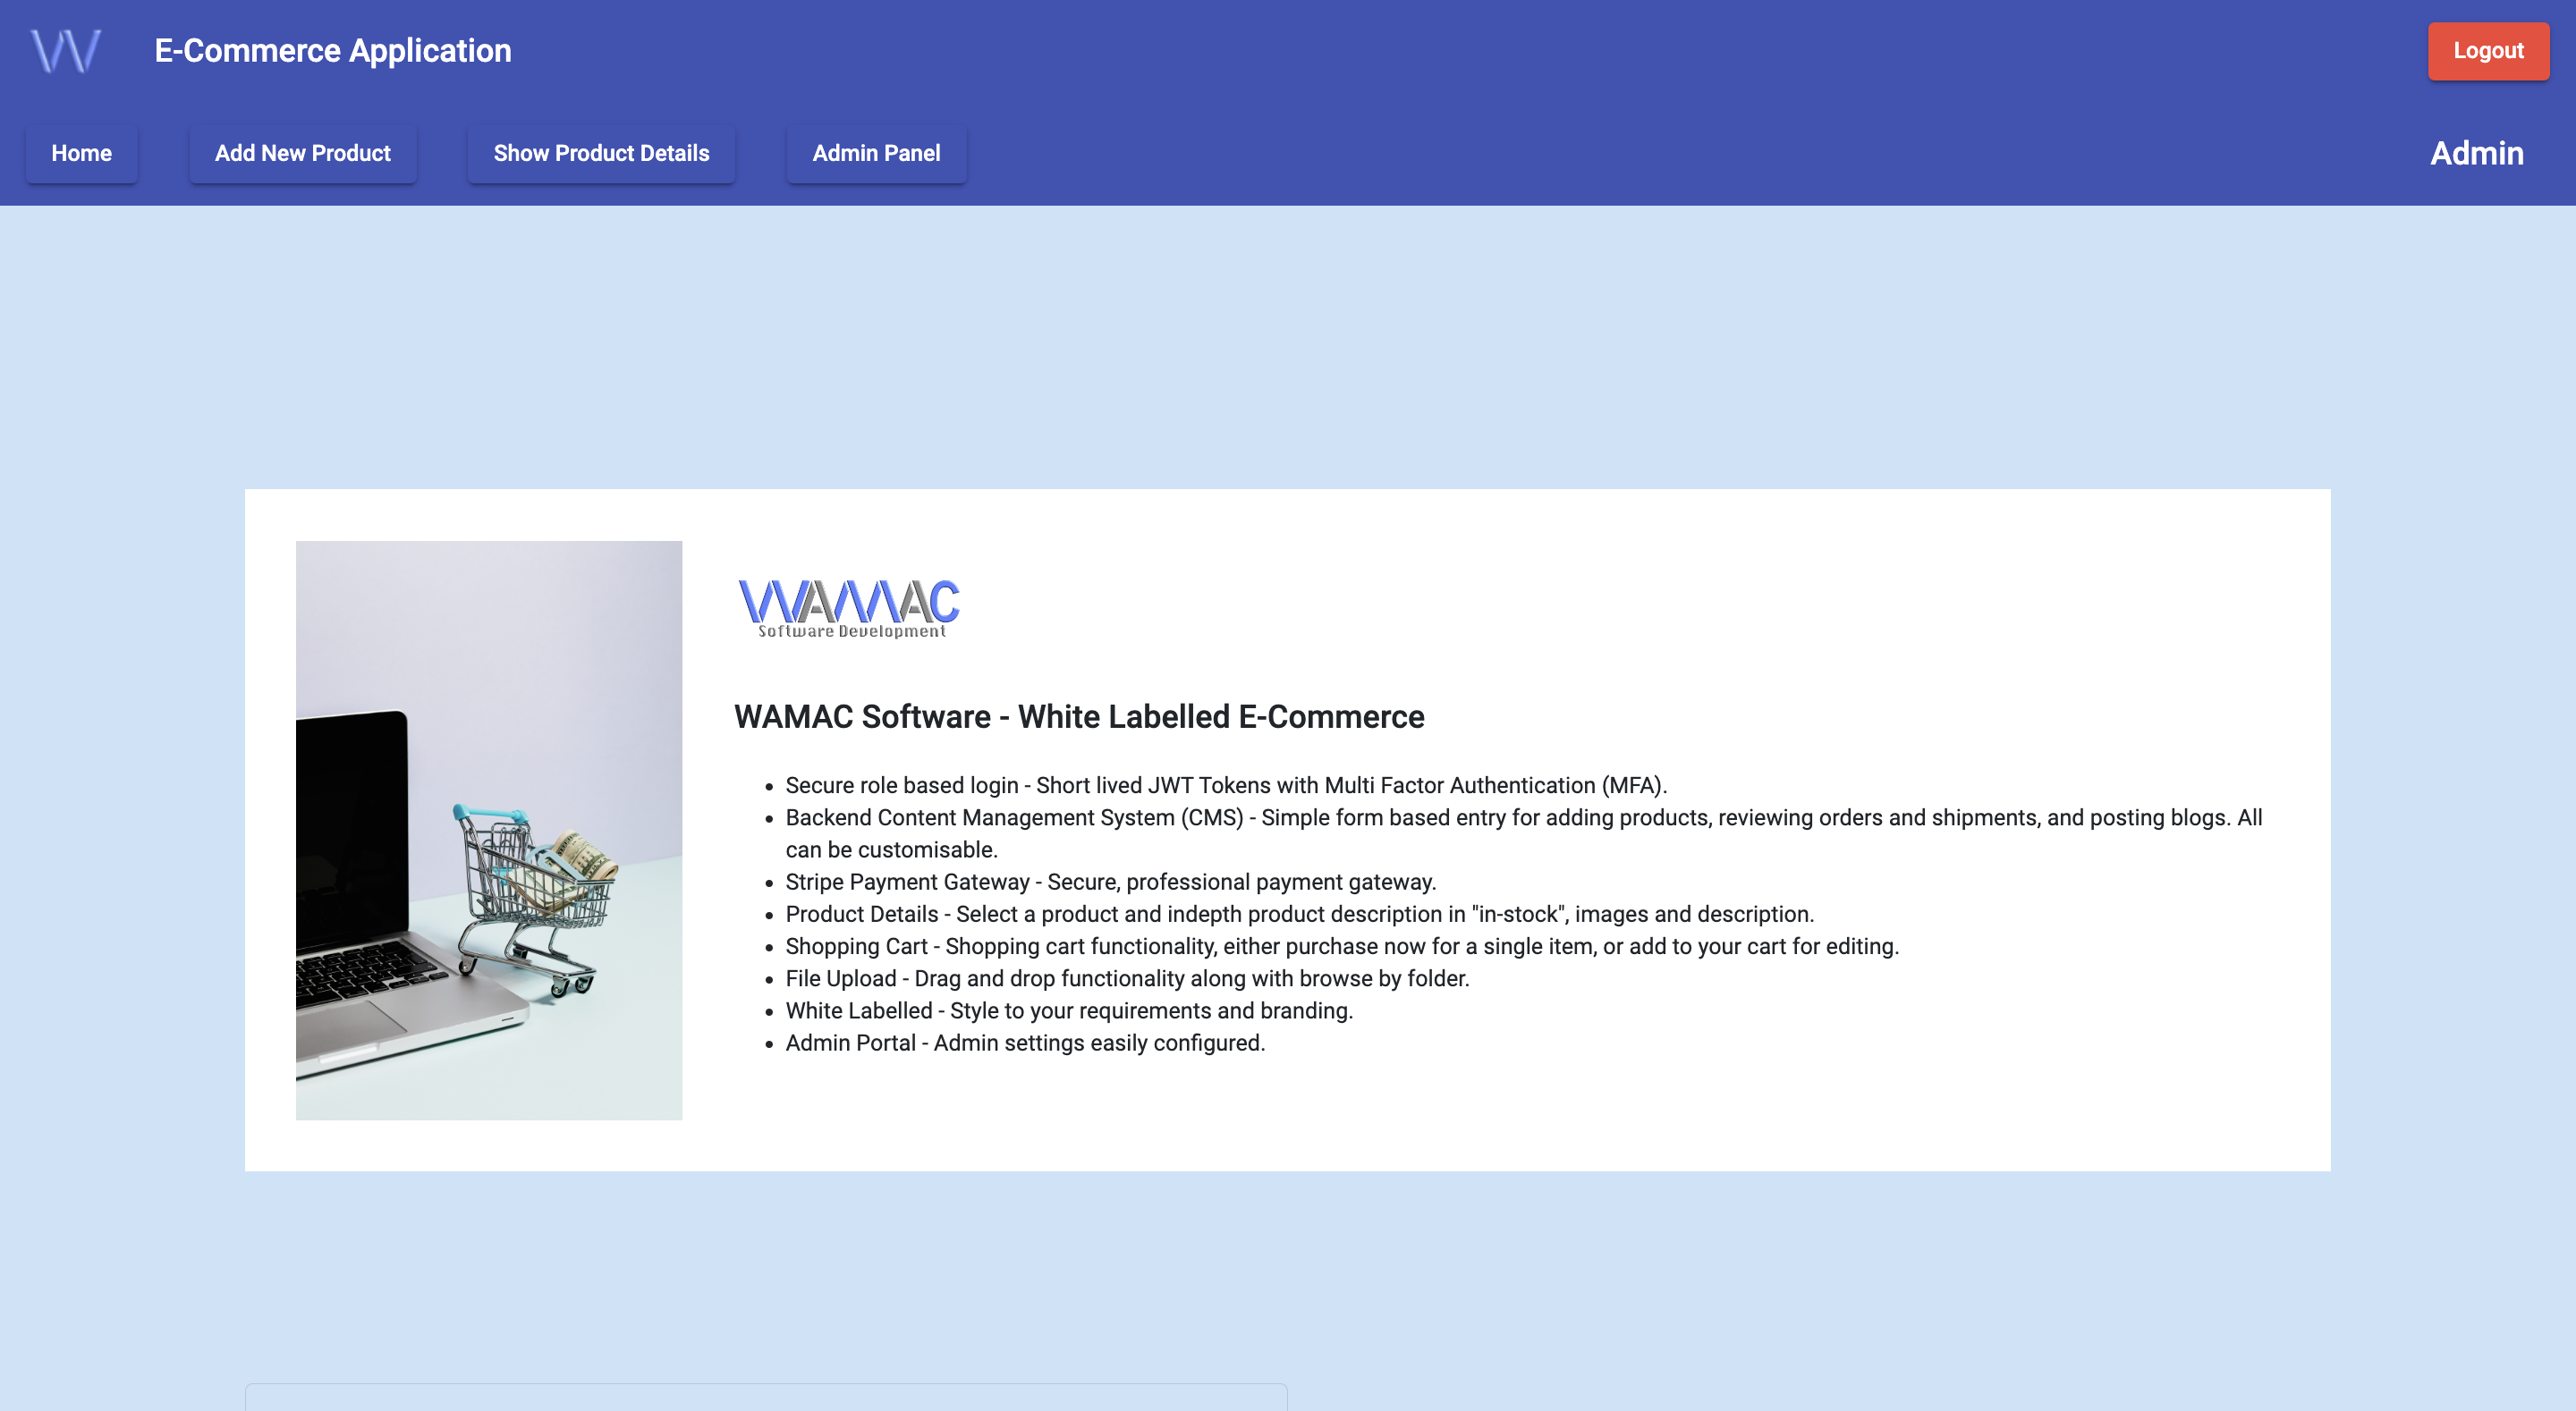 W
E-Commerce Application
Logout
Home
Add New Product
Show Product Details
Admin Panel
Admin
WAMAC
Software Development
WAMAC Software - White Labelled E-Commerce
• Secure role based login - Short lived JWT Tokens with Multi Factor Authentication (MFA).
• Backend Content Management System (CMS) - Simple form based entry for adding products, reviewing orders and shipments, and posting blogs. All
can be customisable.
• Stripe Payment Gateway - Secure, professional payment gateway.
• Product Details - Select a product and indepth product description in "in-stock", images and description.
• Shopping Cart - Shopping cart functionality, either purchase now for a single item, or add to your cart for editing.
• File Upload - Drag and drop functionality along with browse by folder.
• White Labelled - Style to your requirements and branding.
• Admin Portal - Admin settings easily configured.